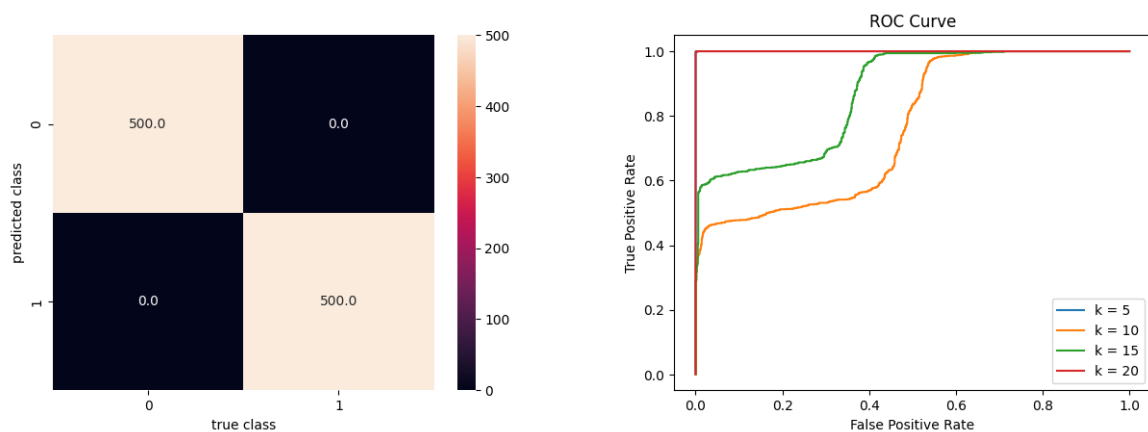 500
400
300
200
100
0
predicted class
0
1
500.0
0.0
0.0
500.0
0
1
true class
ROC Curve
True Positive Rate
1.0
0.8
0.6
0.4
0.2
0.0
k = 5
k = 10
k = 15
k = 20
0.0
0.2
0.4
0.6
0.8
1.0
False Positive Rate